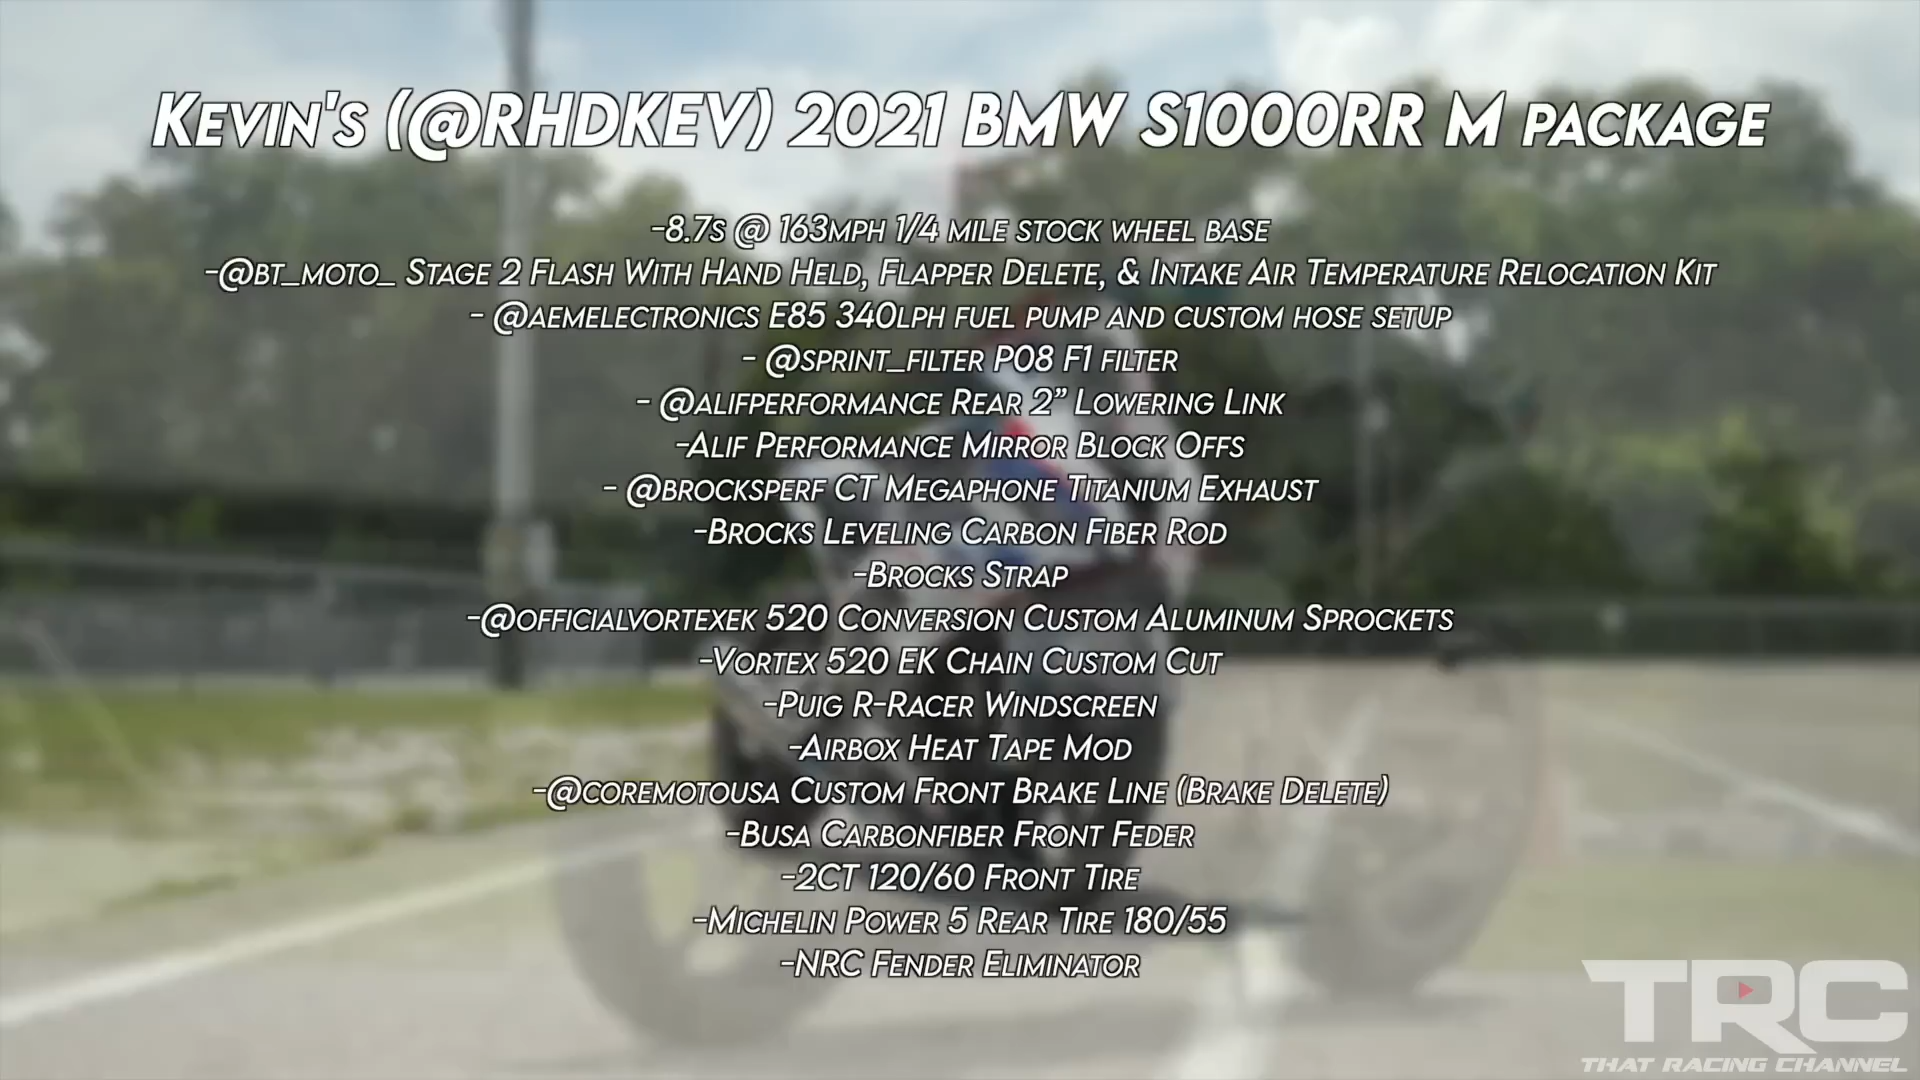 Kevin's (@RHDKEV) 2021 BMW S1000RR M package
-8.7s @ 163mph 1/4 mile stock wheel base
-@bt_moto_ Stage 2 Flash With Hand Held, Flapper Delete, & Intake Air Temperature Relocation Kit
- @aemelectronics E85 340lph fuel pump and custom hose setup
- @sprint_filter P08 F1 filter
- @alifperformance Rear 2” Lowering Link
-Alif Performance Mirror Block Offs
- @brocksperf CT Megaphone Titanium Exhaust
-Brocks Leveling Carbon Fiber Rod
-Brocks Strap
-@officialvortexek 520 Conversion Custom Aluminum Sprockets
-Vortex 520 EK Chain Custom Cut
-Puig R-Racer Windscreen
-Airbox Heat Tape Mod
-@coremotousa Custom Front Brake Line (Brake Delete)
-Busa Carbonfiber Front Feder
-2CT 120/60 Front Tire
-Michelin Power 5 Rear Tire 180/55
-NRC Fender Eliminator
TRC
THAT RACING CHANNEL